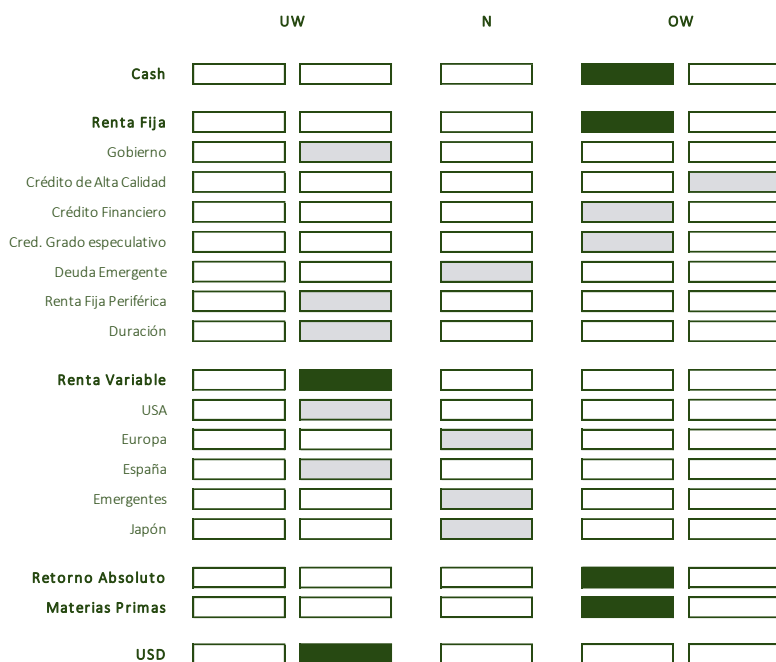 UW N OW
Cash
Renta Fija
Gobierno
Crédito de Alta Calidad
Crédito Financiero
Cred. Grado especulativo
Deuda Emergente
Renta Fija Periférica
Duración
Renta Variable
USA
Europa
España
Emergentes
Japón
Retorno Absoluto
Materias Primas
USD